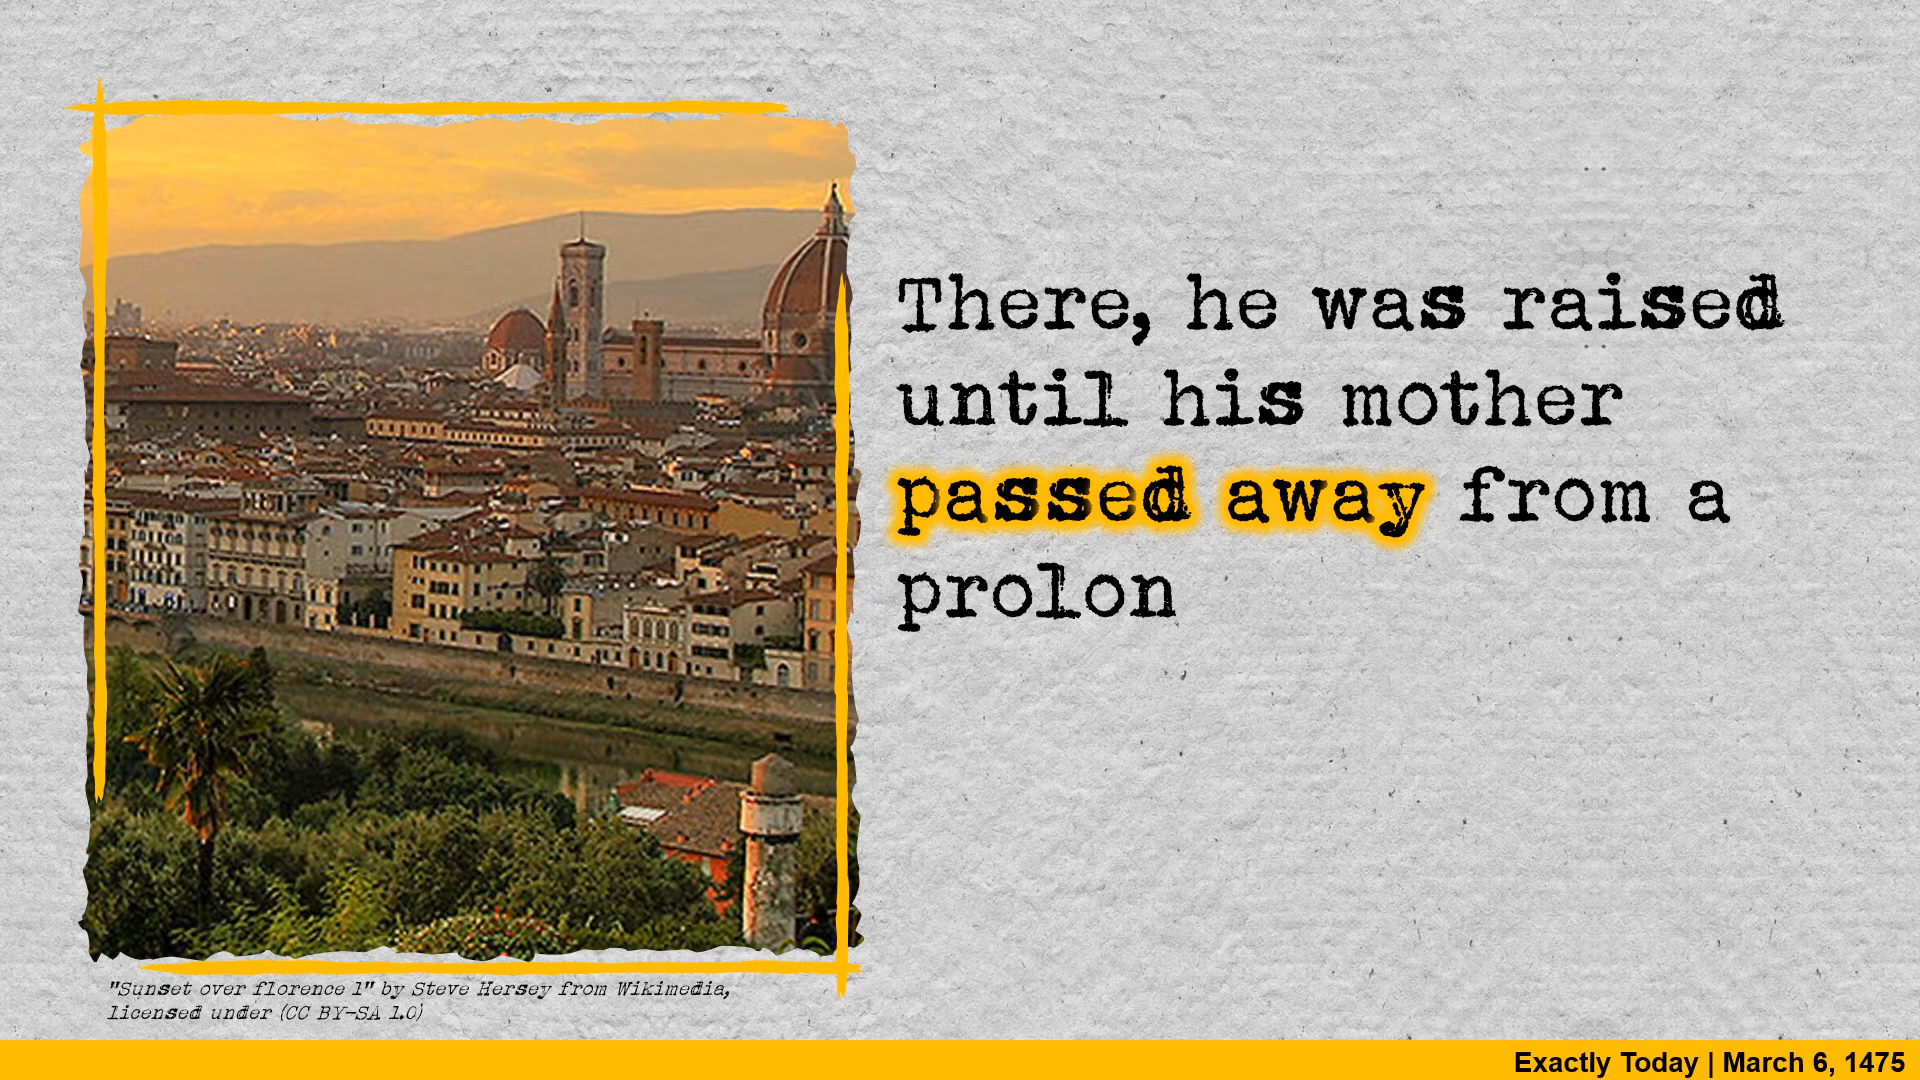 There, he was raised
until his mother
passed away from a
prolon
"Sunset over florence 1" by Steve Hersey from Wikimedia,
licensed under (CC BY-SA 1.0)
Exactly Today | March 6, 1475